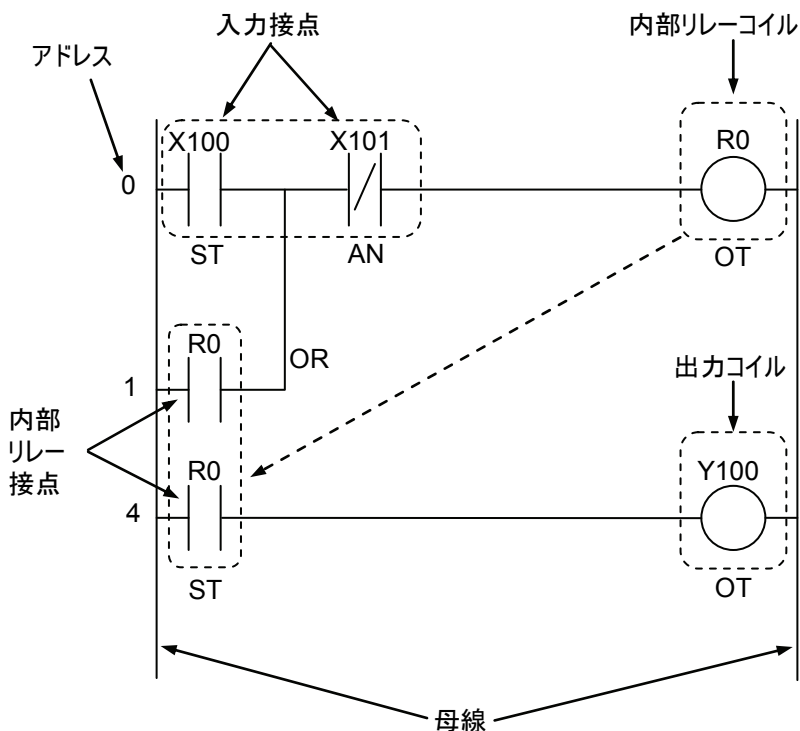 入力接点
内部リレーコイル
アドレス
X100
X101
R0
0
ST
AN
OT
R0
OR
1
出力コイル
内部
リレー
接点
R0
Y100
4
ST
OT
母線